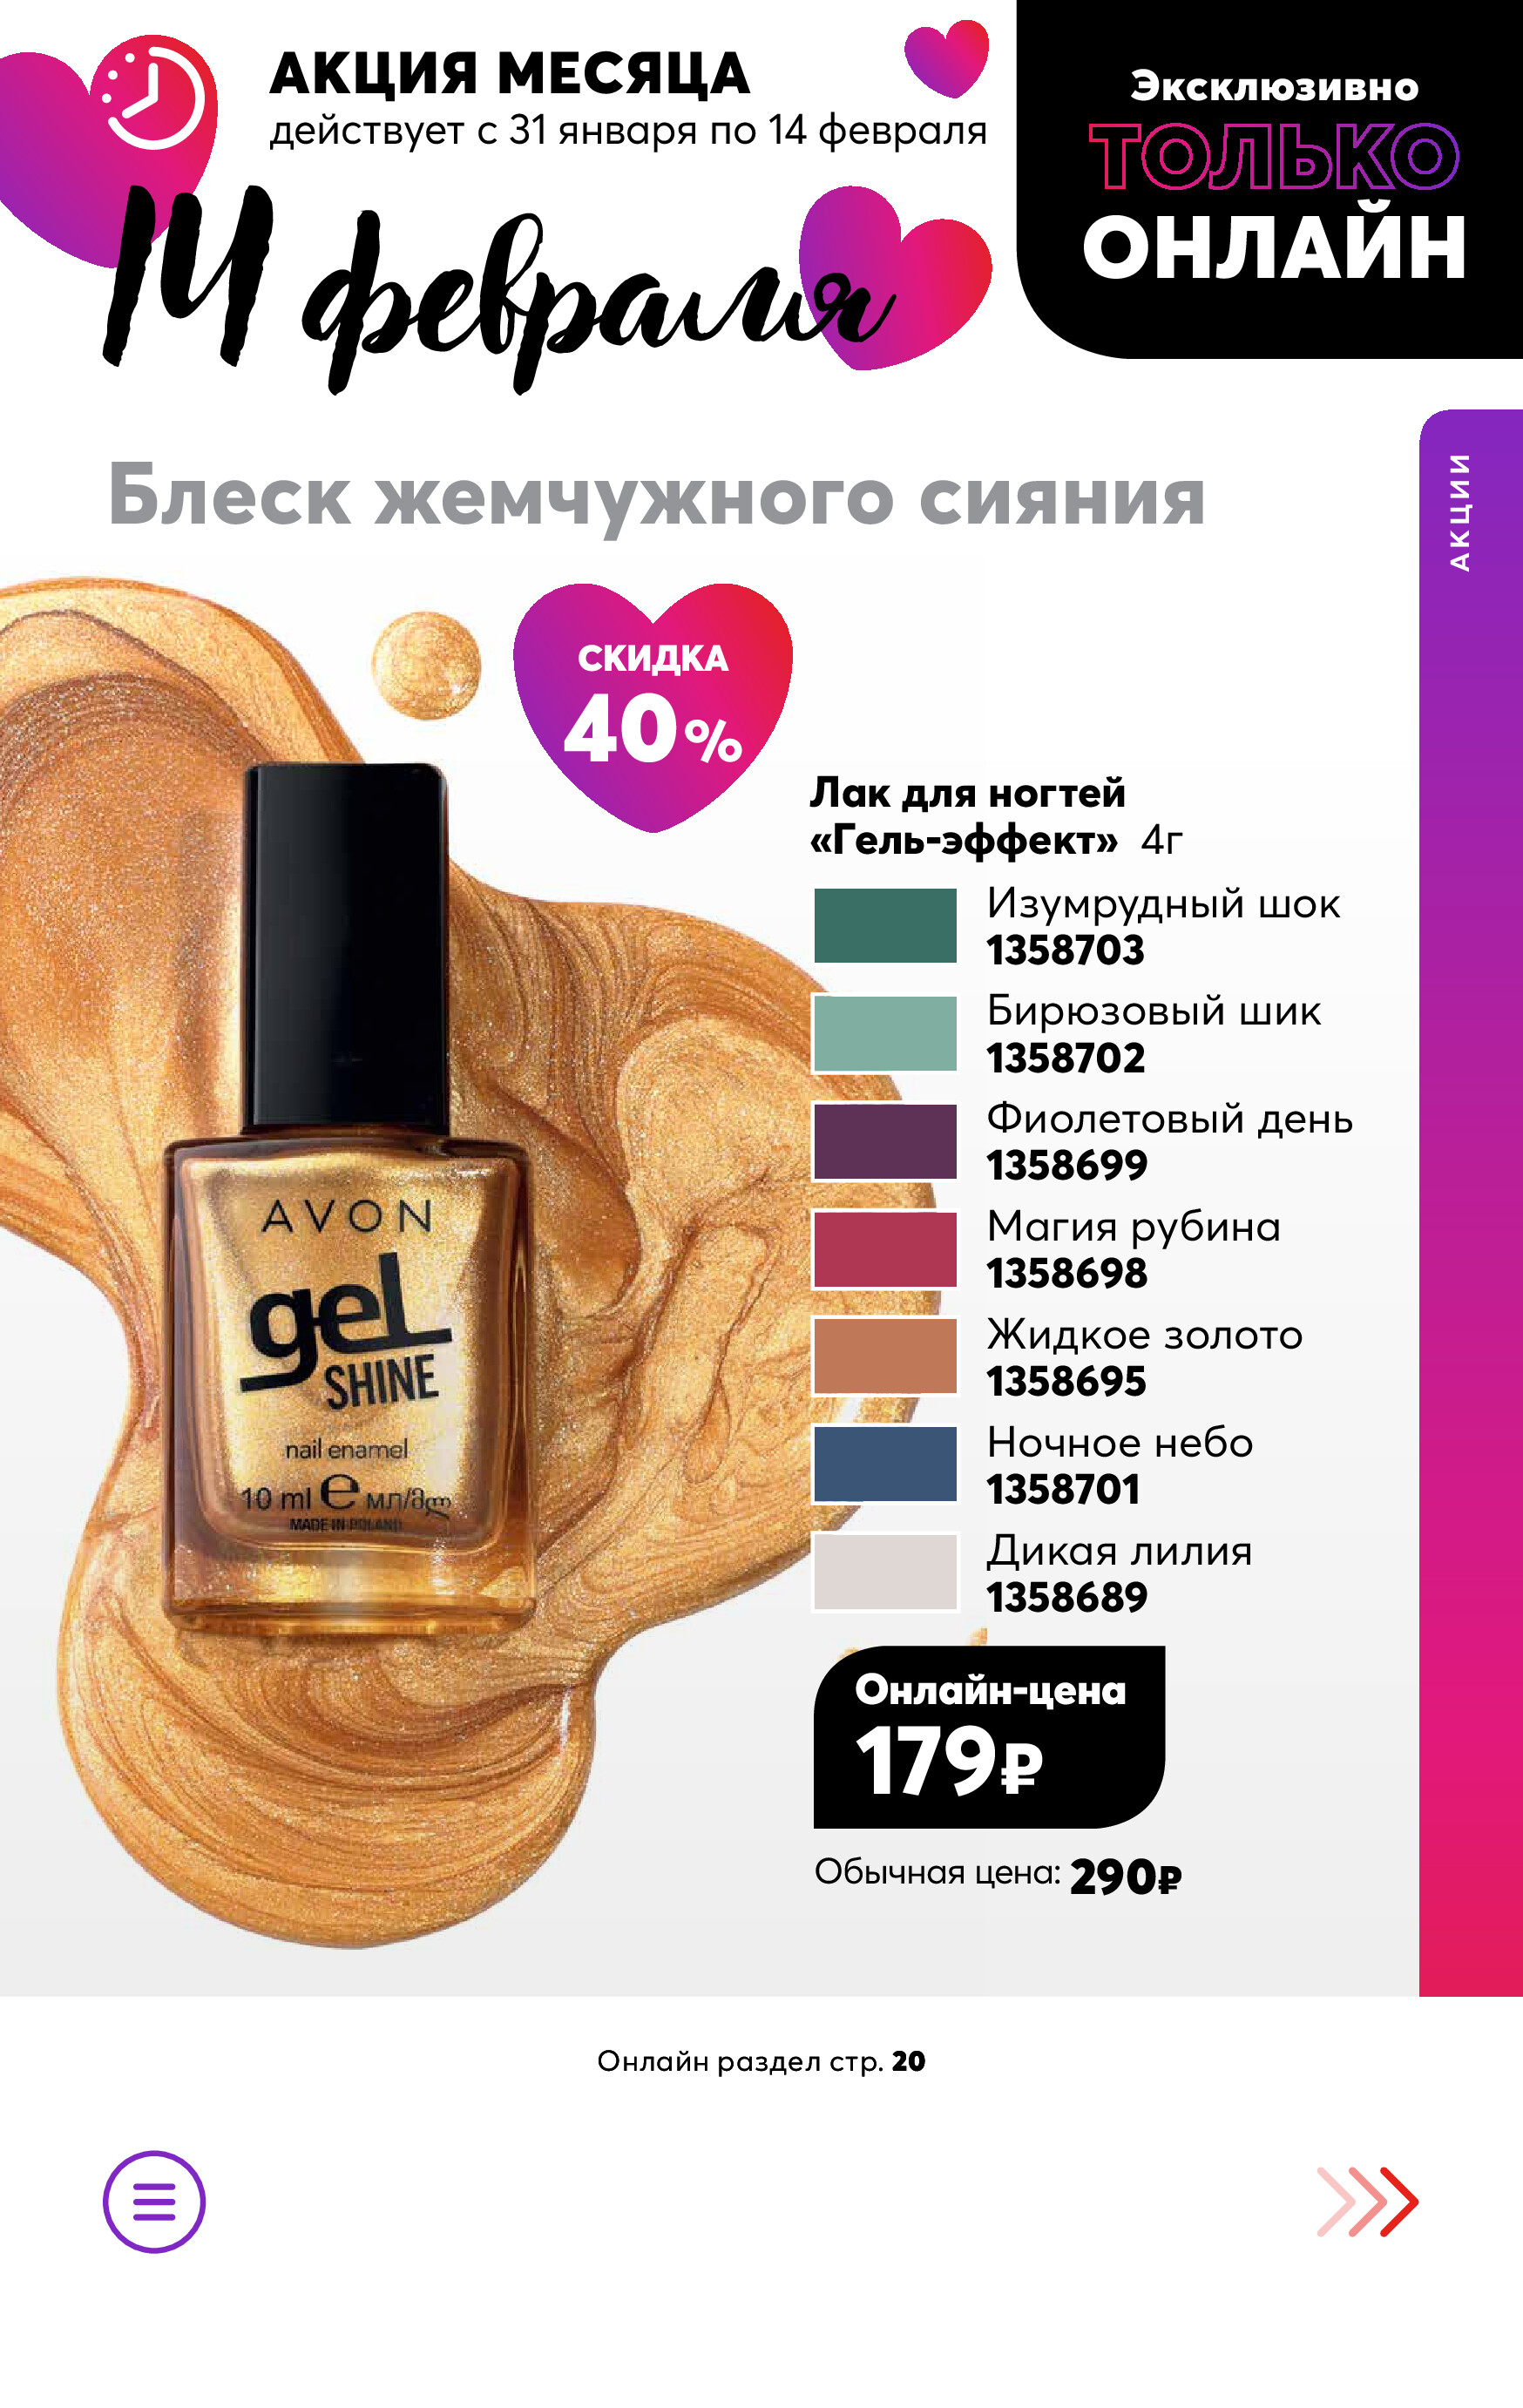 АКЦИЯ МЕСЯЦА
действует с 31 января по 14 февраля
14 февраля
Эксклюзивно
ТОЛЬКО
ОНЛАЙН
АКЦИИ
Блеск жемчужного сияния
СКИДКА
40%
Лак для ногтей
«Гель-эффект» 4г
Изумрудный шок
1358703
Бирюзовый шик
1358702
Фиолетовый день
1358699
Магия рубина
1358698
Жидкое золото
1358695
Ночное небо
1358701
Дикая лилия
1358689
AVON
gel
SHINE
nail enamel
10 ml e мл/მლ
MADE IN POLAND
Онлайн-цена
179₽
Обычная цена: 290₽
Онлайн раздел стр. 20